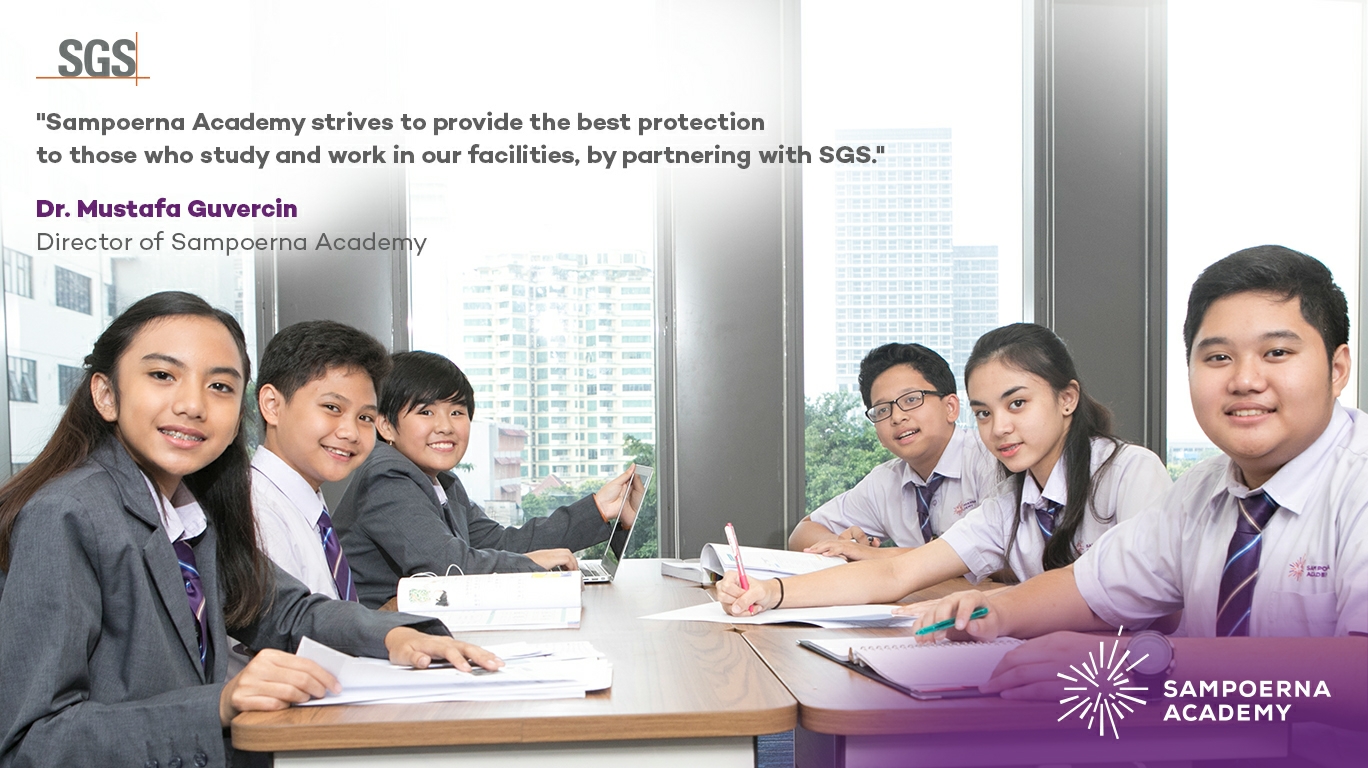 SGS
"Sampoerna Academy strives to provide the best protection
to those who study and work in our facilities, by partnering with SGS."
Dr. Mustafa Guvercin
Director of Sampoerna Academy
SAMPOERNA
ACADEMY